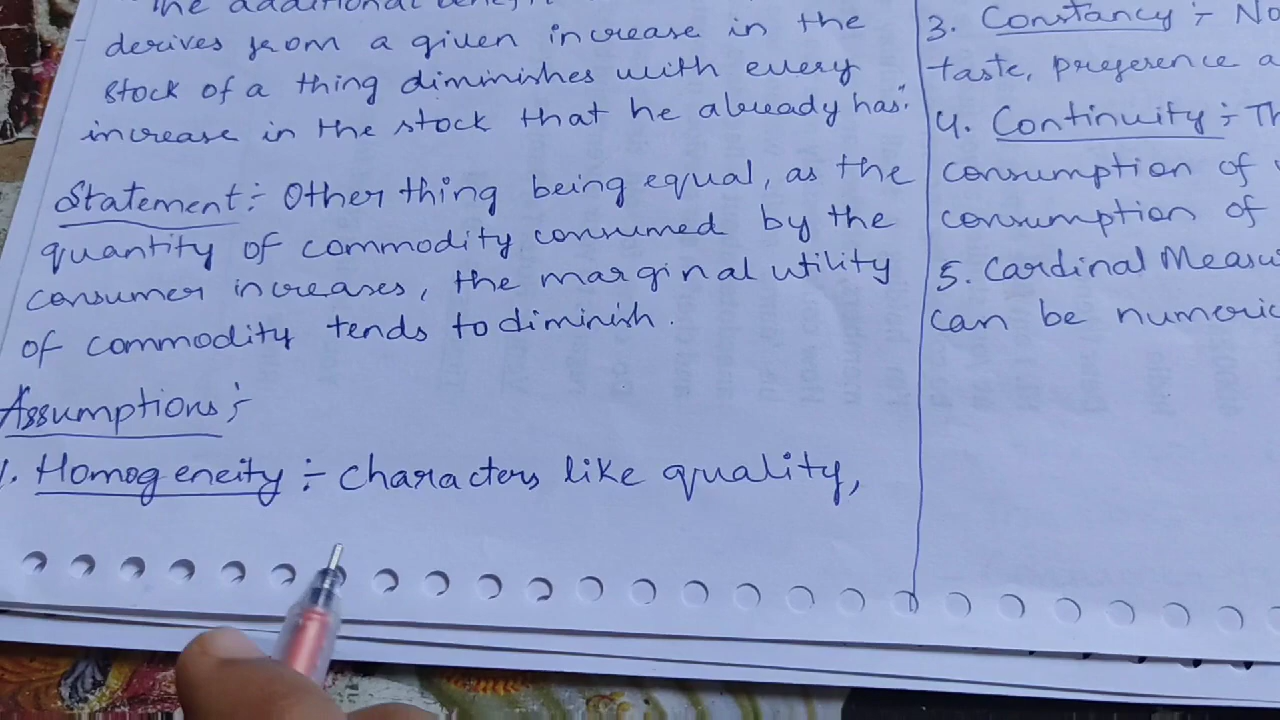 The additional benefit
derives from a given increase in the
stock of a thing diminishes with every
increase in the stock that he already has."
Statement:- Other thing being equal, as the
quantity of commodity consumed by the
consumer increases, the marginal utility
of commodity tends to diminish.
Assumptions:-
1. Homogeneity :- characters like quality,
3. Constancy :- No
taste, preference a
4. Continuity :- Th
consumption of
consumption of
5. Cardinal Measu
can be numeric